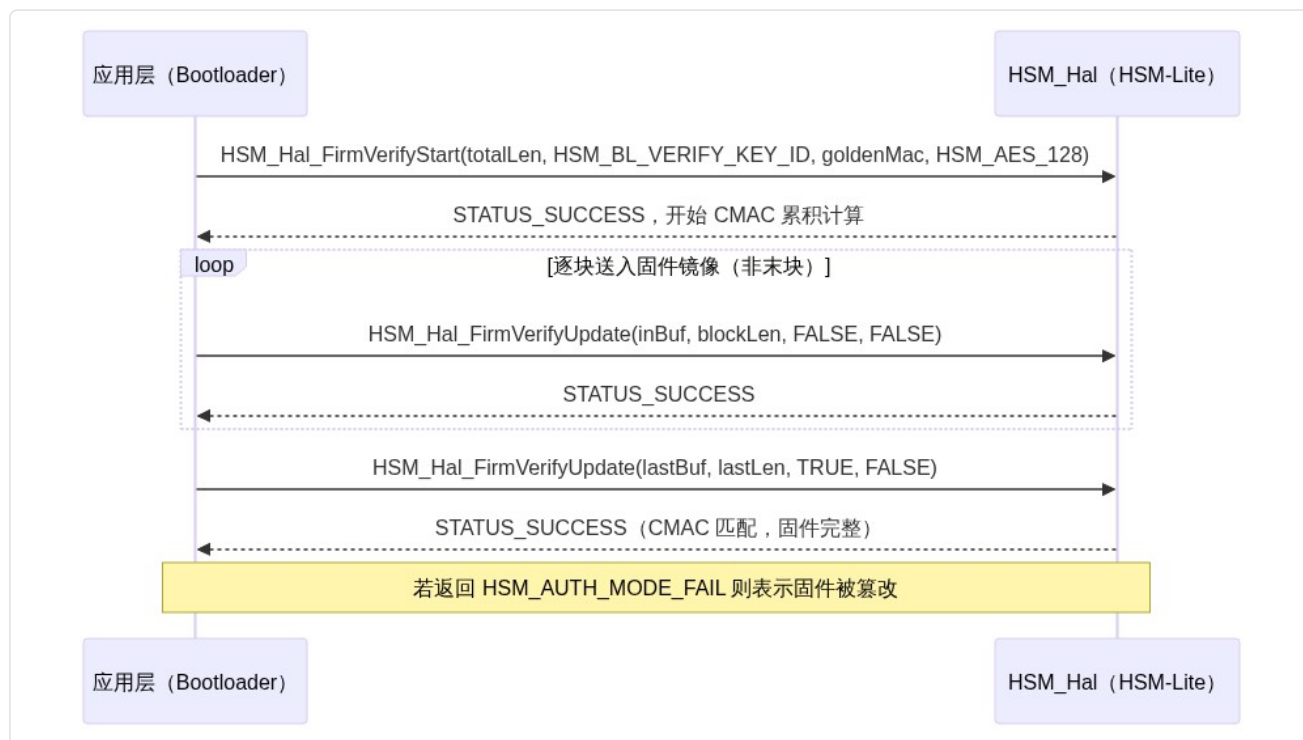 应用层（Bootloader）
HSM_Hal（HSM-Lite）
HSM_Hal_FirmVerifyStart(totalLen, HSM_BL_VERIFY_KEY_ID, goldenMac, HSM_AES_128)
STATUS_SUCCESS，开始 CMAC 累积计算
loop
[逐块送入固件镜像（非末块）]
HSM_Hal_FirmVerifyUpdate(inBuf, blockLen, FALSE, FALSE)
STATUS_SUCCESS
HSM_Hal_FirmVerifyUpdate(lastBuf, lastLen, TRUE, FALSE)
STATUS_SUCCESS（CMAC 匹配，固件完整）
若返回 HSM_AUTH_MODE_FAIL 则表示固件被篡改
应用层（Bootloader）
HSM_Hal（HSM-Lite）